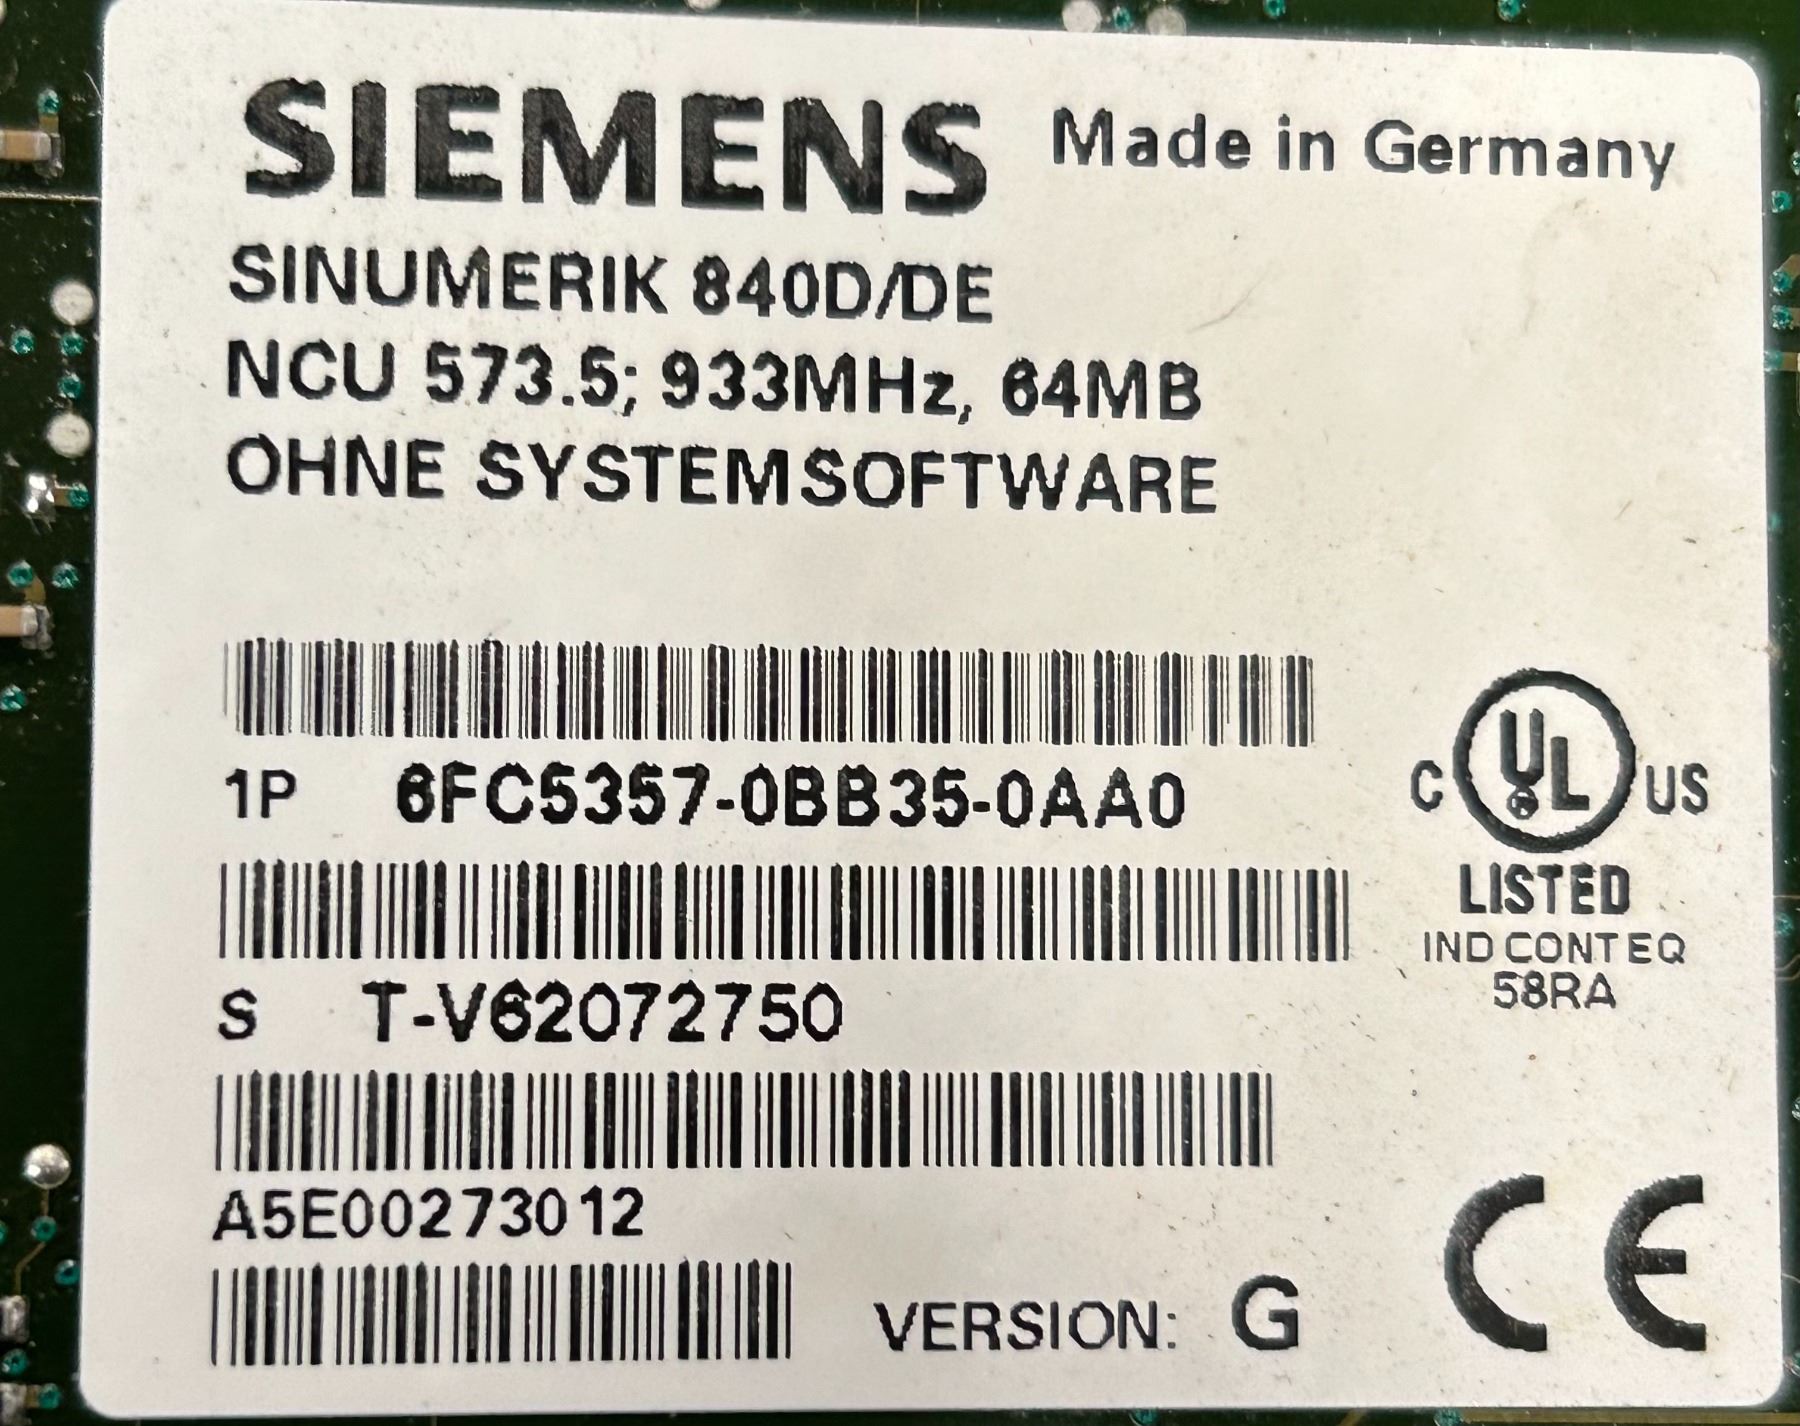 SIEMENS Made in Germany
SINUMERIK 840D/DE
NCU 573.5; 933MHz, 64MB
OHNE SYSTEMSOFTWARE
1P 6FC5357-0BB35-0AA0
C UL US
LISTED
IND CONT EQ
58RA
S T-V62072750
A5E00273012
VERSION: G
CE